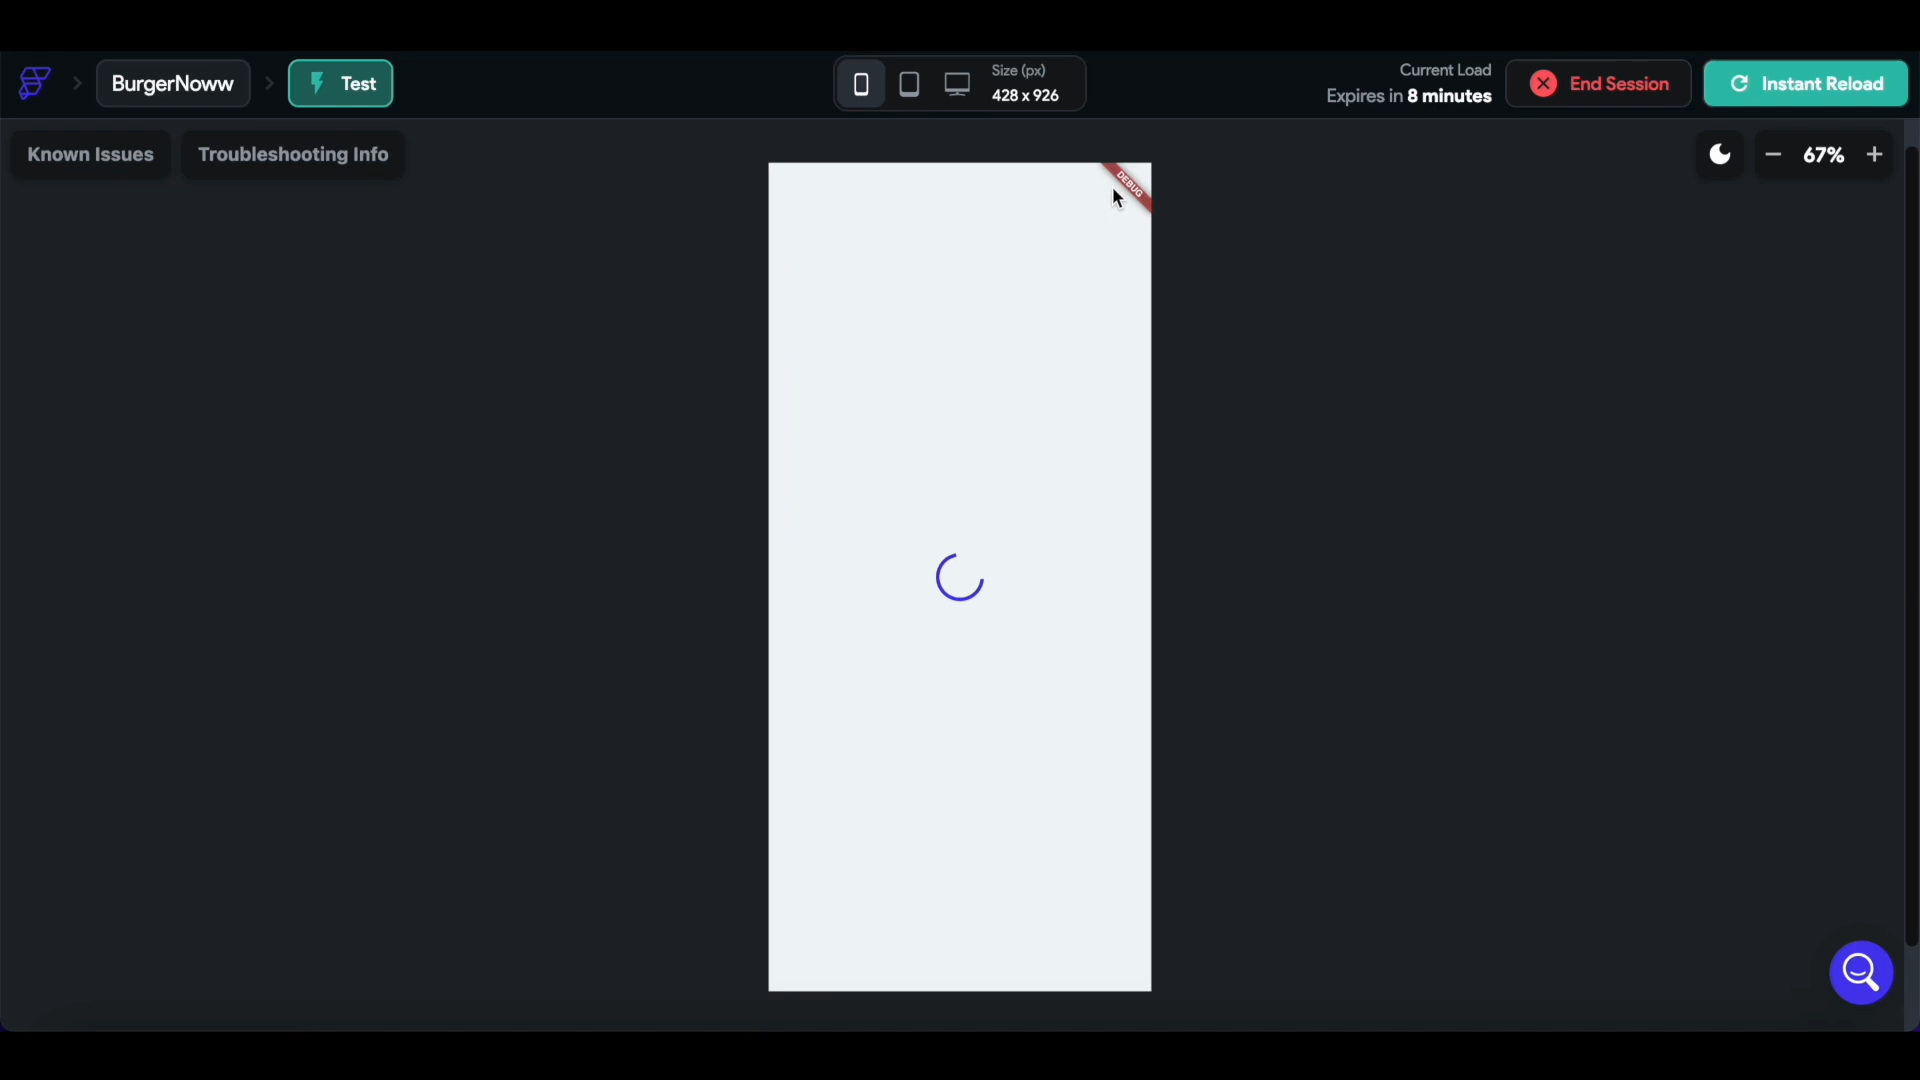 BurgerNoww
Test
Size (px)
428 x 926
Current Load
Expires in 8 minutes
End Session
Instant Reload
Known Issues
Troubleshooting Info
67%
DEBUG